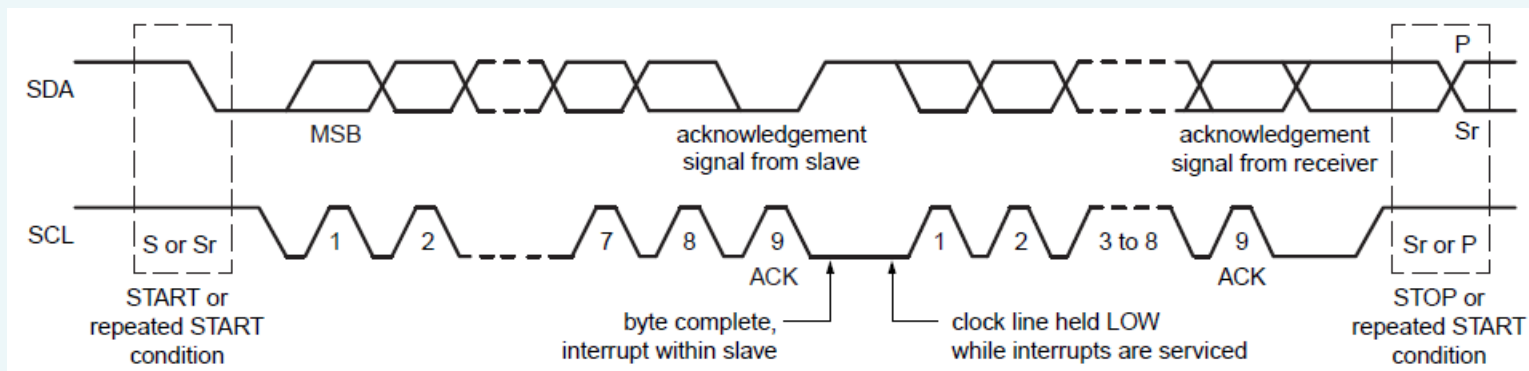 P
SDA
MSB
acknowledgement
signal from slave
acknowledgement
signal from receiver
Sr
SCL
S or Sr
1
2
7
8
9
1
2
3 to 8
9
Sr or P
ACK
ACK
START or
repeated START
condition
byte complete,
interrupt within slave
clock line held LOW
while interrupts are serviced
STOP or
repeated START
condition